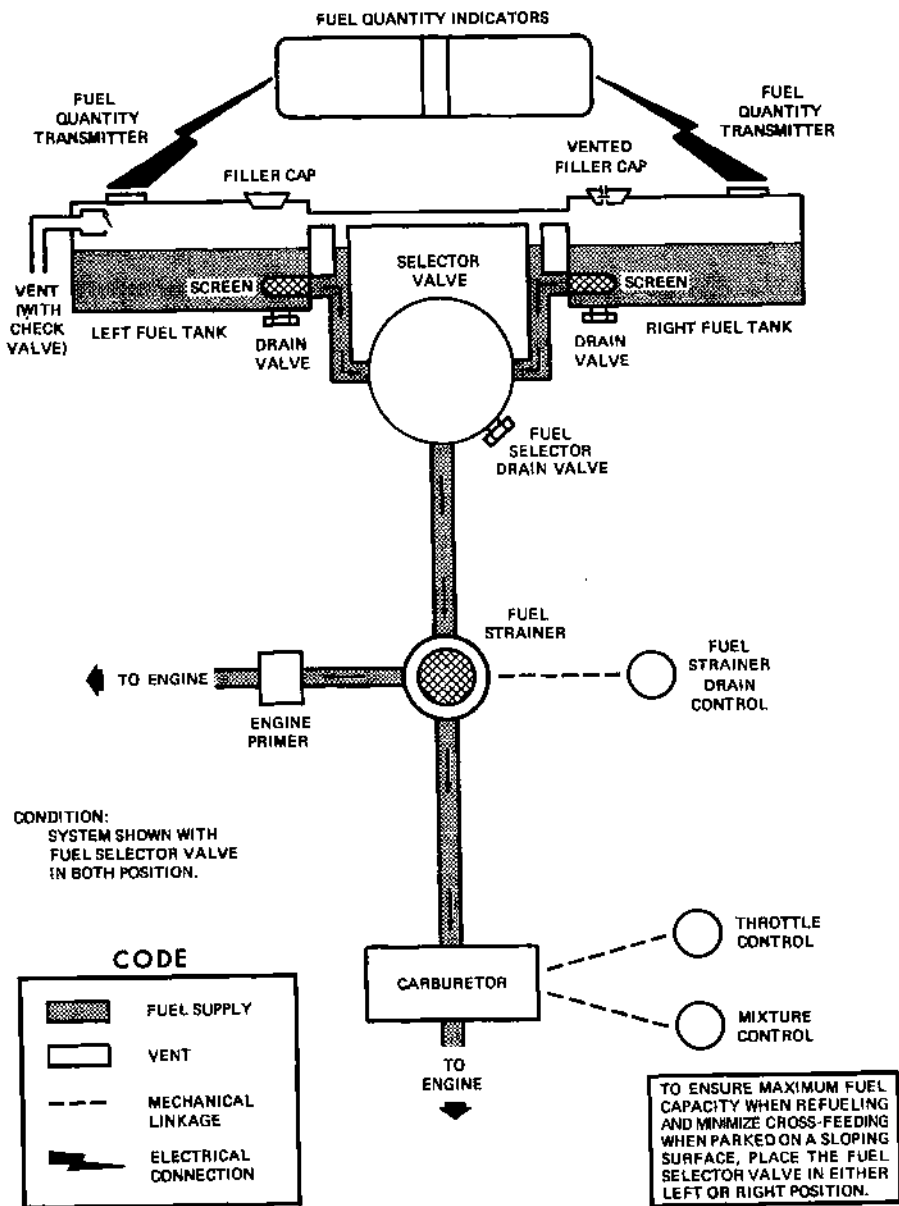 FUEL QUANTITY INDICATORS
FUEL
QUANTITY
TRANSMITTER
FUEL
QUANTITY
TRANSMITTER
FILLER CAP
VENTED
FILLER CAP
SELECTOR
VALVE
SCREEN
SCREEN
VENT
(WITH
CHECK
VALVE)
LEFT FUEL TANK
RIGHT FUEL TANK
DRAIN
VALVE
DRAIN
VALVE
FUEL
SELECTOR
DRAIN VALVE
FUEL
STRAINER
FUEL
STRAINER
DRAIN
CONTROL
TO ENGINE
ENGINE
PRIMER
CONDITION:
SYSTEM SHOWN WITH
FUEL SELECTOR VALVE
IN BOTH POSITION.
THROTTLE
CONTROL
CARBURETOR
MIXTURE
CONTROL
TO
ENGINE
CODE
FUEL SUPPLY
VENT
MECHANICAL
LINKAGE
ELECTRICAL
CONNECTION
TO ENSURE MAXIMUM FUEL
CAPACITY WHEN REFUELING
AND MINIMIZE CROSS-FEEDING
WHEN PARKED ON A SLOPING
SURFACE, PLACE THE FUEL
SELECTOR VALVE IN EITHER
LEFT OR RIGHT POSITION.